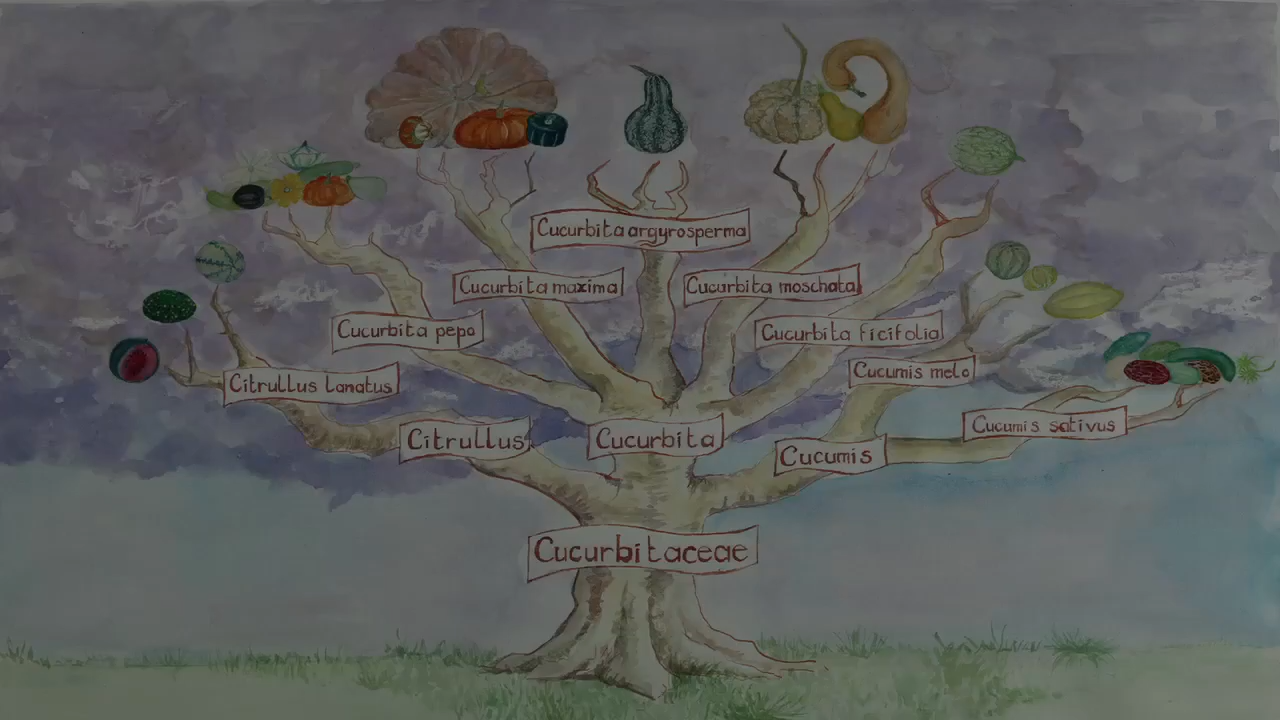 Cucurbita argyrosperma
Cucurbita maxima
Cucurbita moschata
Cucurbita pepo
Cucurbita ficifolia
Citrullus lanatus
Cucumis melo
Cucumis sativus
Citrullus
Cucurbita
Cucumis
Cucurbitaceae